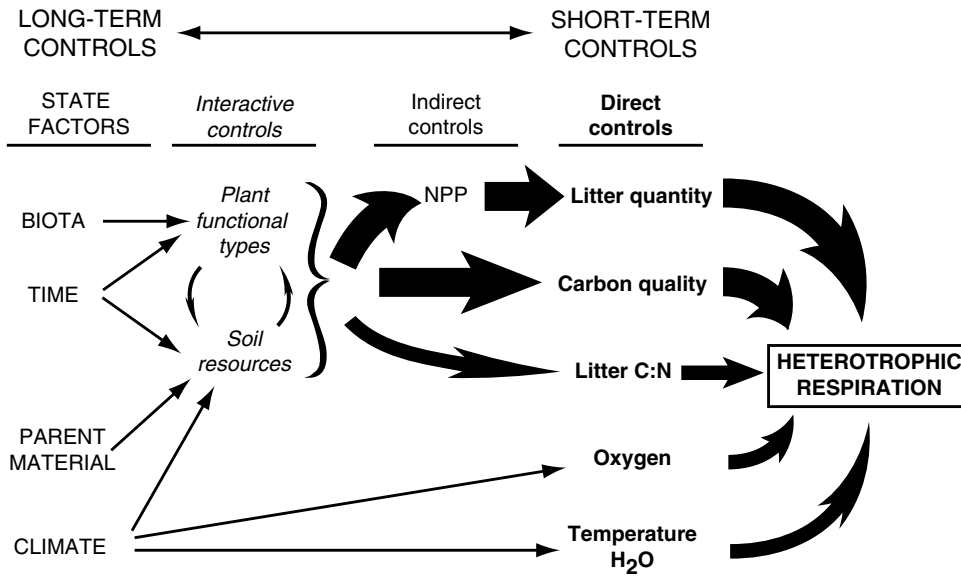 LONG-TERM
CONTROLS
SHORT-TERM
CONTROLS
STATE
FACTORS
Interactive
controls
Indirect
controls
Direct
controls
BIOTA
TIME
PARENT
MATERIAL
CLIMATE
Plant
functional
types
Soil
resources
NPP
Litter quantity
Carbon quality
Litter C:N
Oxygen
Temperature
H2O
HETEROTROPHIC
RESPIRATION